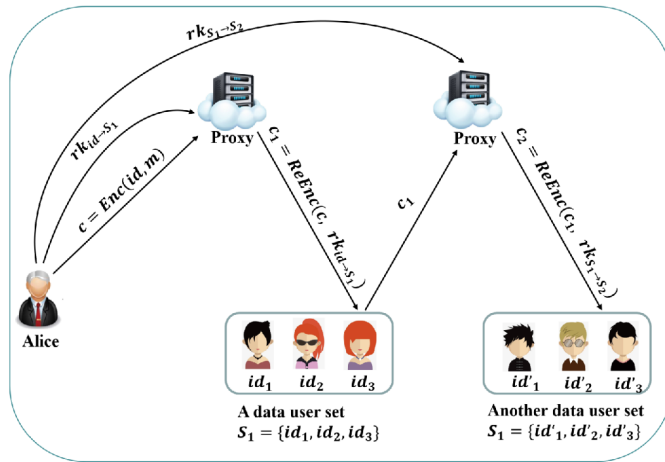 rk_{S_1→S_2}
Proxy
Proxy
rk_{id→S_1}
c = Enc(id, m)
c_1 = ReEnc(c, rk_{id→S_1})
c_1
c_2 = ReEnc(c_1, rk_{S_1→S_2})
Alice
id_1 id_2 id_3
id'_1 id'_2 id'_3
A data user set
S_1 = {id_1, id_2, id_3}
Another data user set
S_1 = {id'_1, id'_2, id'_3}